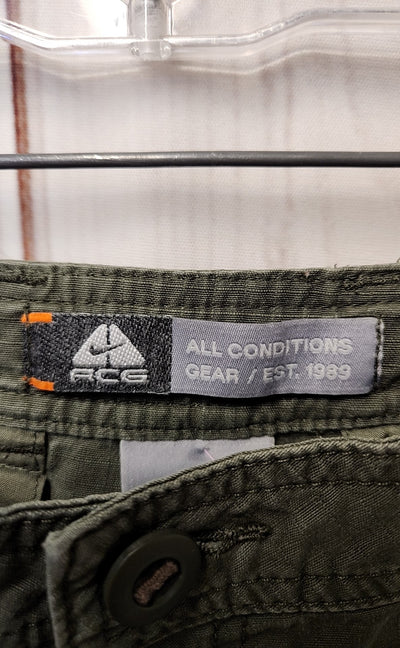 ACG
ALL CONDITIONS
GEAR / EST. 1989